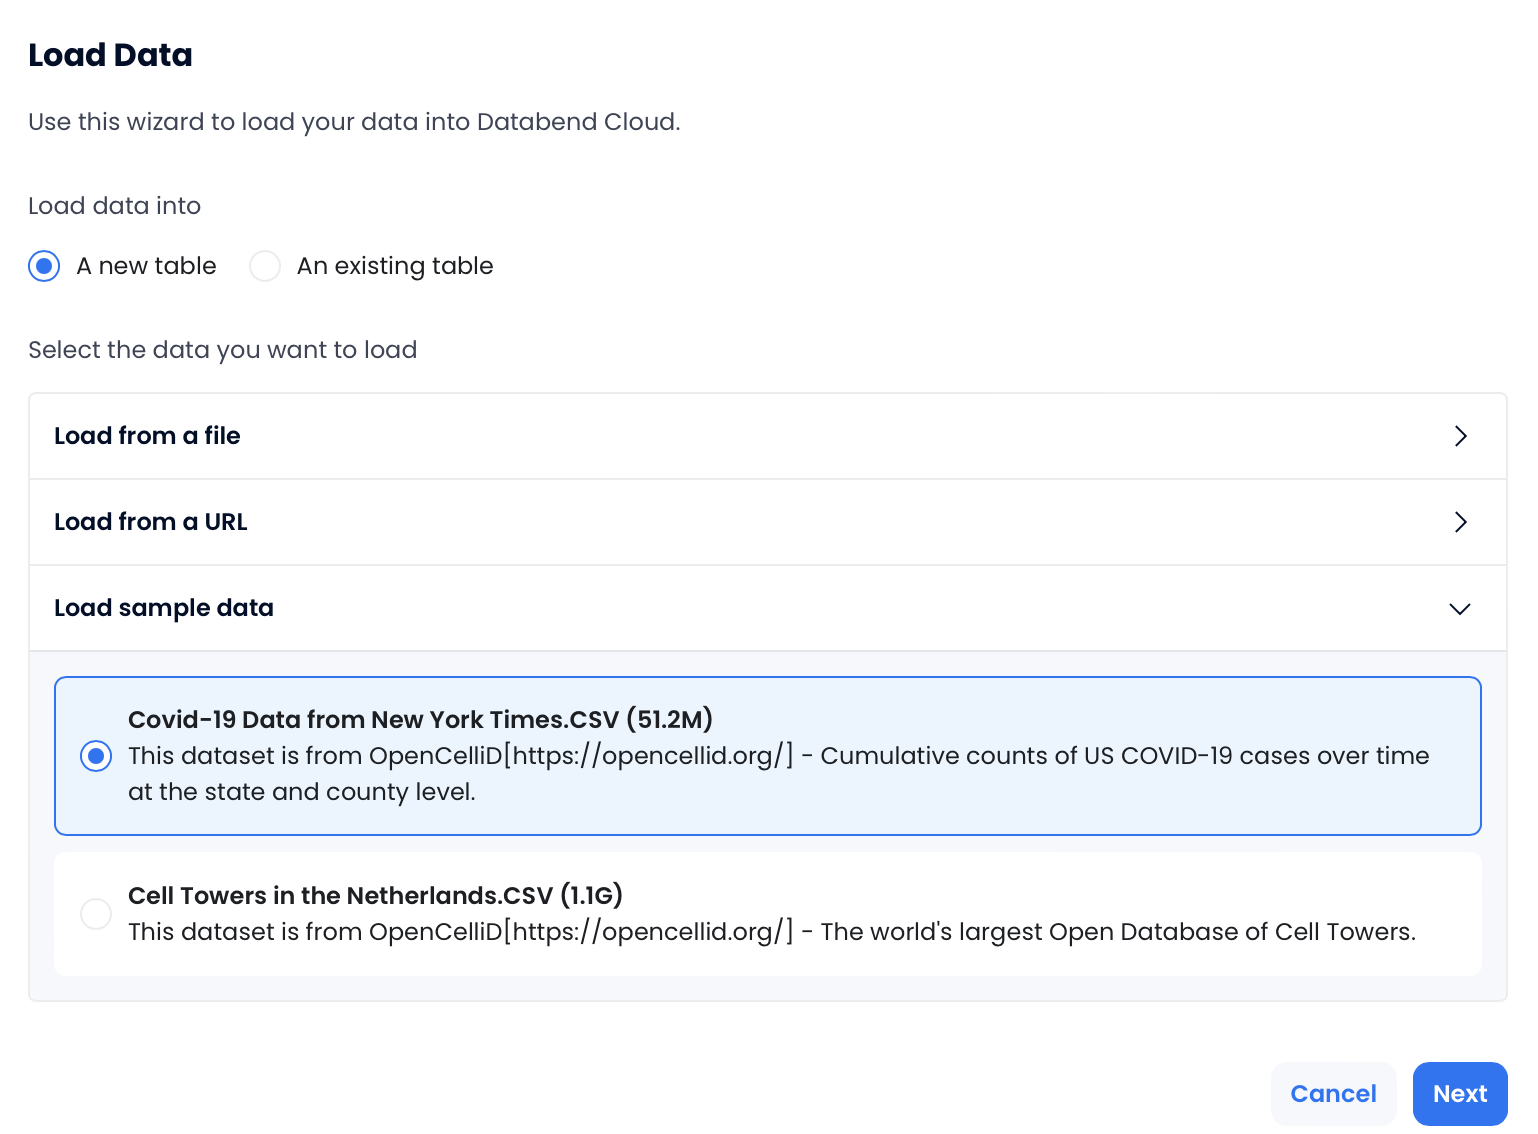 Load Data
Use this wizard to load your data into Databend Cloud.
Load data into
A new table
An existing table
Select the data you want to load
Load from a file
Load from a URL
Load sample data
Covid-19 Data from New York Times.CSV (51.2M)
This dataset is from OpenCelliD[https://opencellid.org/] - Cumulative counts of US COVID-19 cases over time
at the state and county level.
Cell Towers in the Netherlands.CSV (1.1G)
This dataset is from OpenCelliD[https://opencellid.org/] - The world's largest Open Database of Cell Towers.
Cancel
Next